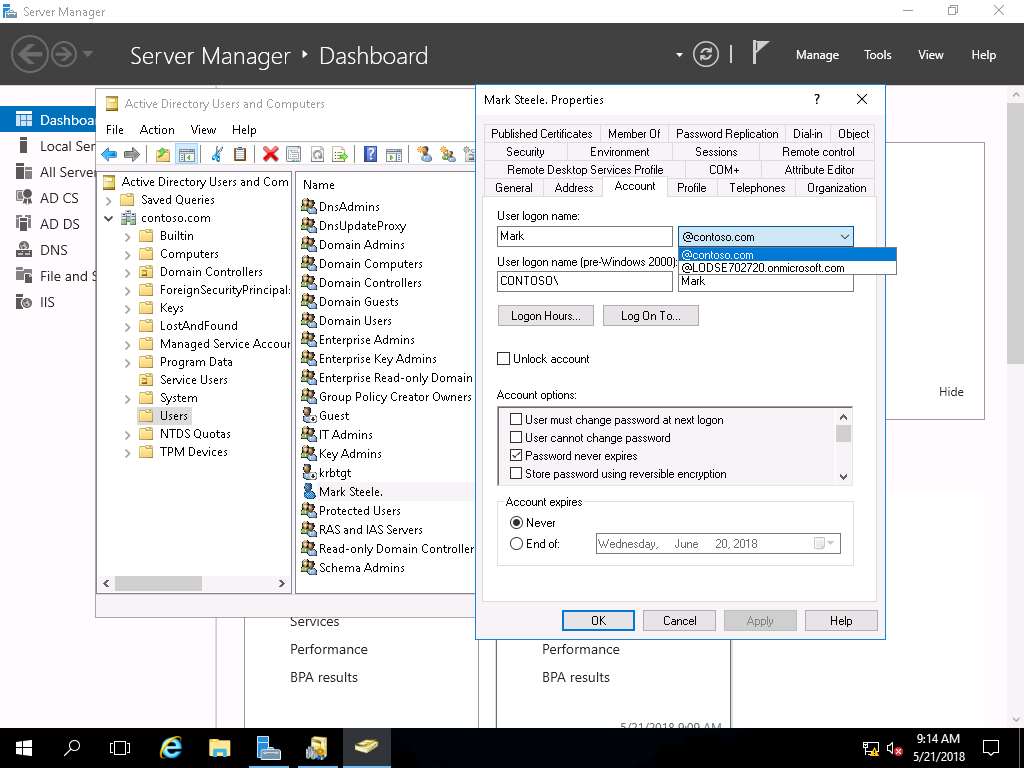 Server Manager
Server Manager ‣ Dashboard
Manage Tools View Help
Dashboa
Local Ser
All Server
AD CS
AD DS
DNS
File and S
IIS
Active Directory Users and Computers
File Action View Help
Active Directory Users and Com
Saved Queries
contoso.com
Builtin
Computers
Domain Controllers
ForeignSecurityPrincipal:
Keys
LostAndFound
Managed Service Accour
Program Data
Service Users
System
Users
NTDS Quotas
TPM Devices
Name
DnsAdmins
DnsUpdateProxy
Domain Admins
Domain Computers
Domain Controllers
Domain Guests
Domain Users
Enterprise Admins
Enterprise Key Admins
Enterprise Read-only Domain
Group Policy Creator Owners
Guest
IT Admins
Key Admins
krbtgt
Mark Steele.
Protected Users
RAS and IAS Servers
Read-only Domain Controller
Schema Admins
Mark Steele. Properties
?
Published Certificates Member Of Password Replication Dial-in Object
Security Environment Sessions Remote control
Remote Desktop Services Profile COM+ Attribute Editor
General Address Account Profile Telephones Organization
User logon name:
Mark @contoso.com
@contoso.com
User logon name (pre-Windows 2000):
@LODSE702720.onmicrosoft.com
CONTOSO\ Mark
Logon Hours... Log On To...
Unlock account
Account options:
User must change password at next logon
User cannot change password
Password never expires
Store password using reversible encryption
Account expires
Never
End of: Wednesday, June 20, 2018
OK Cancel Apply Help
Hide
Services
Performance
BPA results
Performance
BPA results
5/21/2018 9:09 AM
9:14 AM
5/21/2018